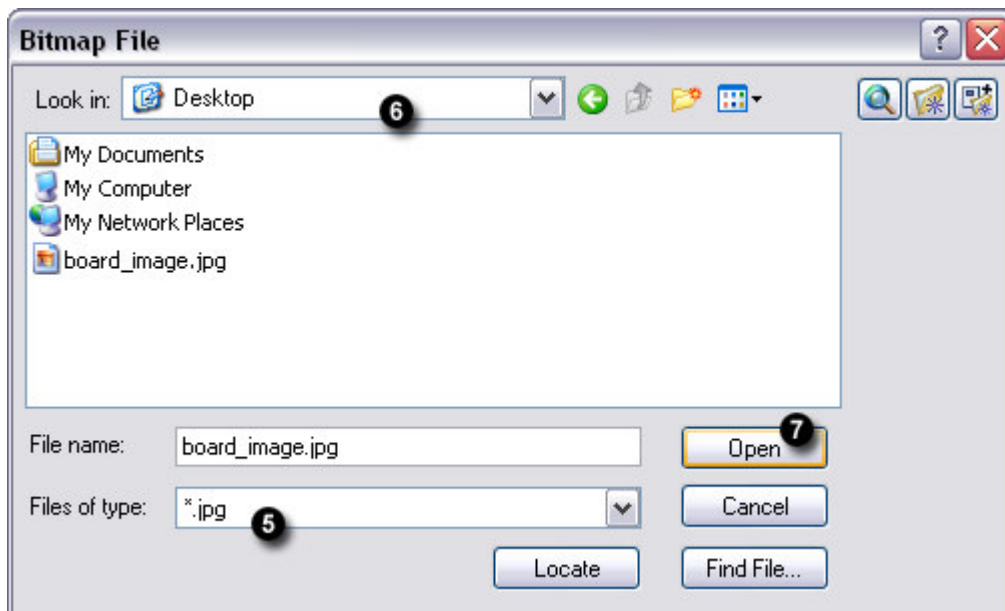 Bitmap File
Look in: Desktop
6
My Documents
My Computer
My Network Places
board_image.jpg
File name: board_image.jpg
7
Open
Files of type: *.jpg
5
Cancel
Locate
Find File...